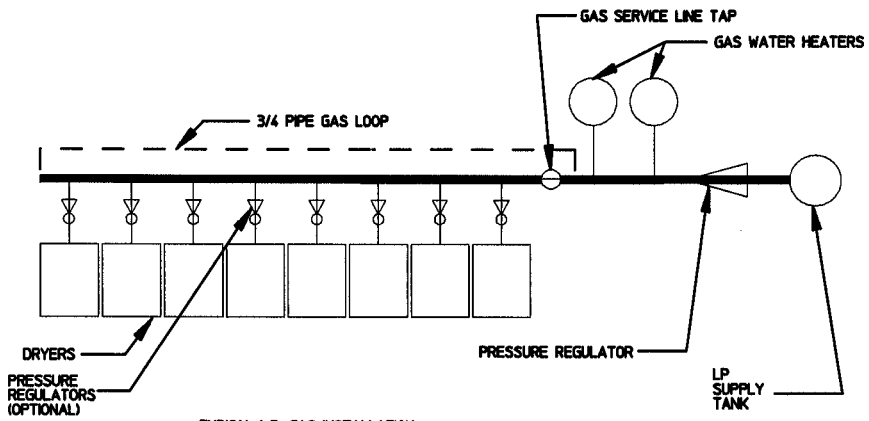 GAS SERVICE LINE TAP
GAS WATER HEATERS
3/4 PIPE GAS LOOP
DRYERS
PRESSURE REGULATOR
PRESSURE
REGULATORS
(OPTIONAL)
LP
SUPPLY
TANK